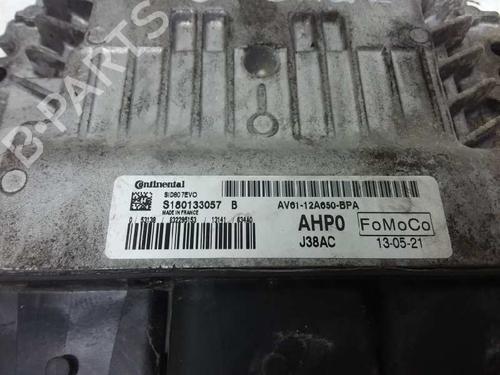 B-PARTS
Continental
SID807EVO
S180133057 B AV61-12A650-BPA
MADE IN FRANCE
AHP0
J38AC
FoMoCo
13-05-21